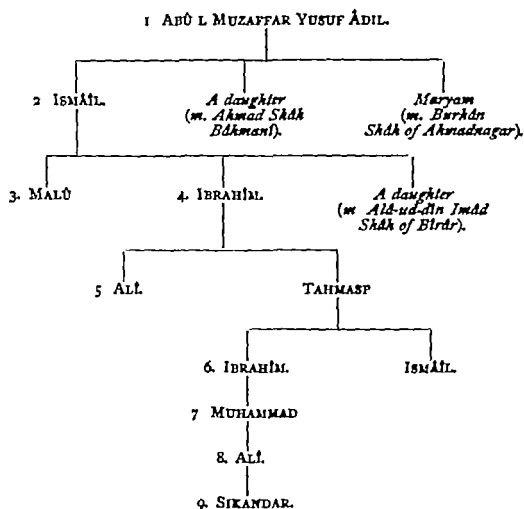 1 ABÛ L MUZAFFAR YUSUF ÂDIL.
2 ISMÂÎL.
A daughter
(m. Ahmad Shâh
Bâhmanî).
Maryam
(m. Burhân
Shâh of Ahmadnagar).
3. MALÛ
4. IBRAHÎM.
A daughter
(m Alâ-ud-dîn Imâd
Shâh of Bîrâr).
5 ALÎ.
TAHMASP
6. IBRAHÎM.
ISMÂÎL.
7 MUHAMMAD
8. ALÎ.
9. SIKANDAR.